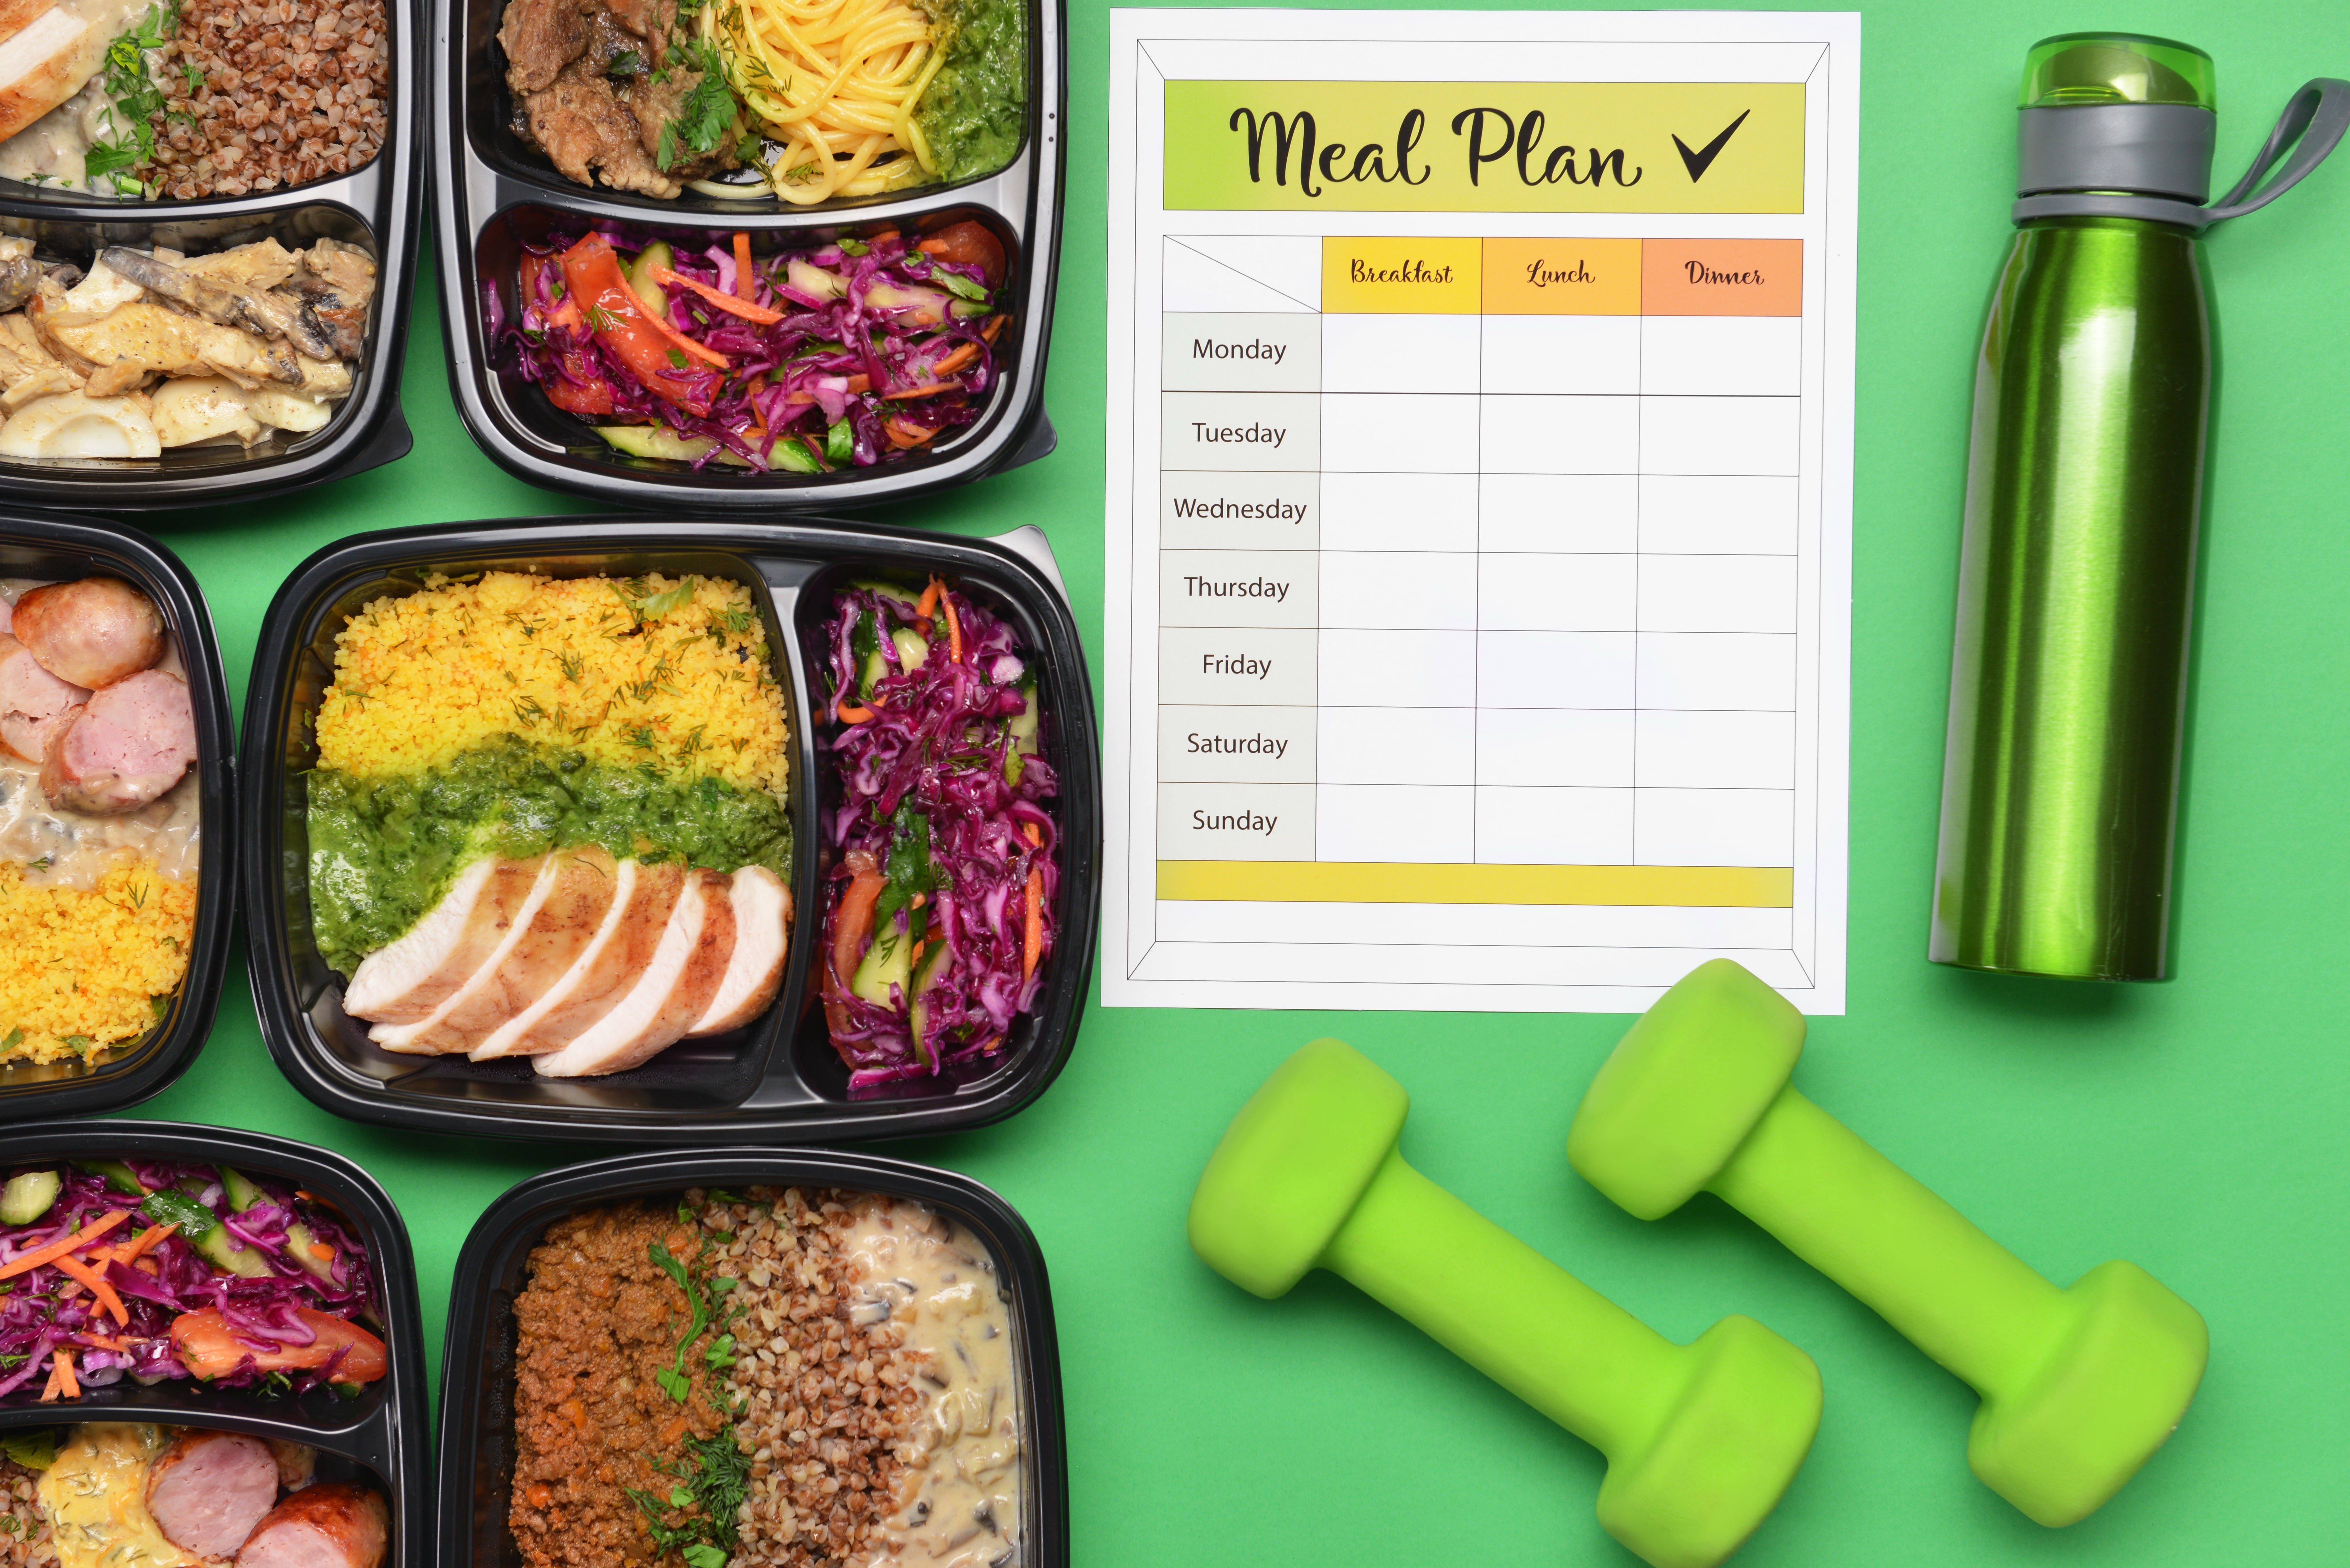 Meal Plan ✓
Breakfast Lunch Dinner
Monday
Tuesday
Wednesday
Thursday
Friday
Saturday
Sunday